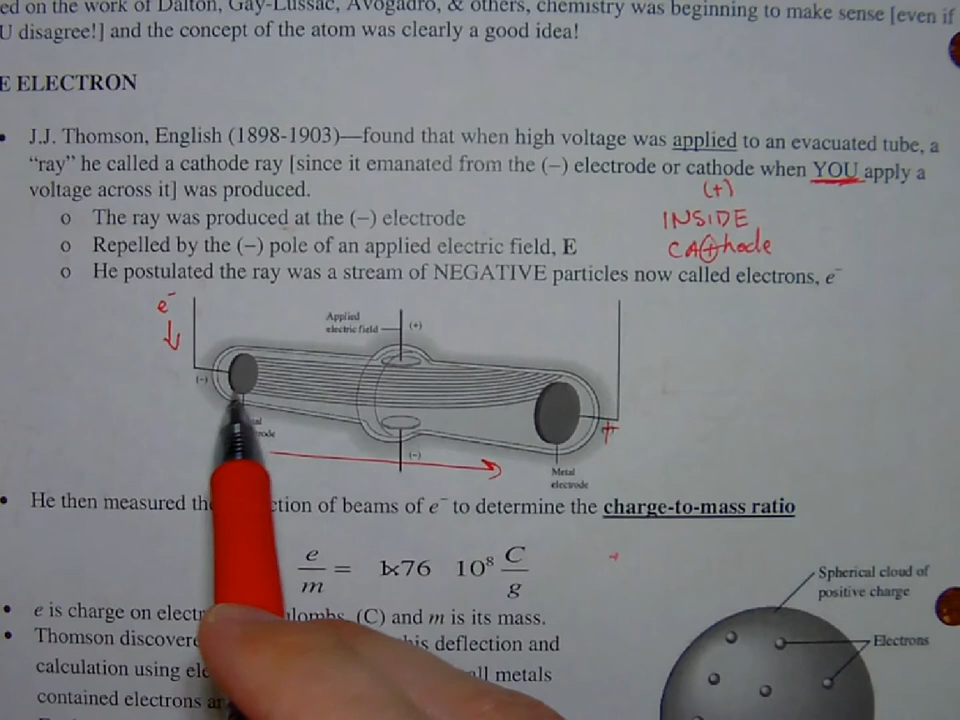 ed on the work of Dalton, Gay-Lussac, Avogadro, & others, chemistry was beginning to make sense [even if
U disagree!] and the concept of the atom was clearly a good idea!
E ELECTRON
• J.J. Thomson, English (1898-1903)—found that when high voltage was applied to an evacuated tube, a
"ray" he called a cathode ray [since it emanated from the (−) electrode or cathode when YOU apply a
voltage across it] was produced.
(+)
o The ray was produced at the (−) electrode
INSIDE
o Repelled by the (−) pole of an applied electric field, E
CA+hode
o He postulated the ray was a stream of NEGATIVE particles now called electrons, e⁻
e⁻
Applied
electric field
(+)
(−)
+
(−)
Metal
electrode
• He then measured th
ction of beams of e⁻ to determine the charge-to-mass ratio
e/m = 1x76 10⁸ C/g
Spherical cloud of
positive charge
Electrons
• e is charge on electr
lombs, (C) and m is its mass.
• Thomson discovere
his deflection and
calculation using ele
all metals
contained electrons ar